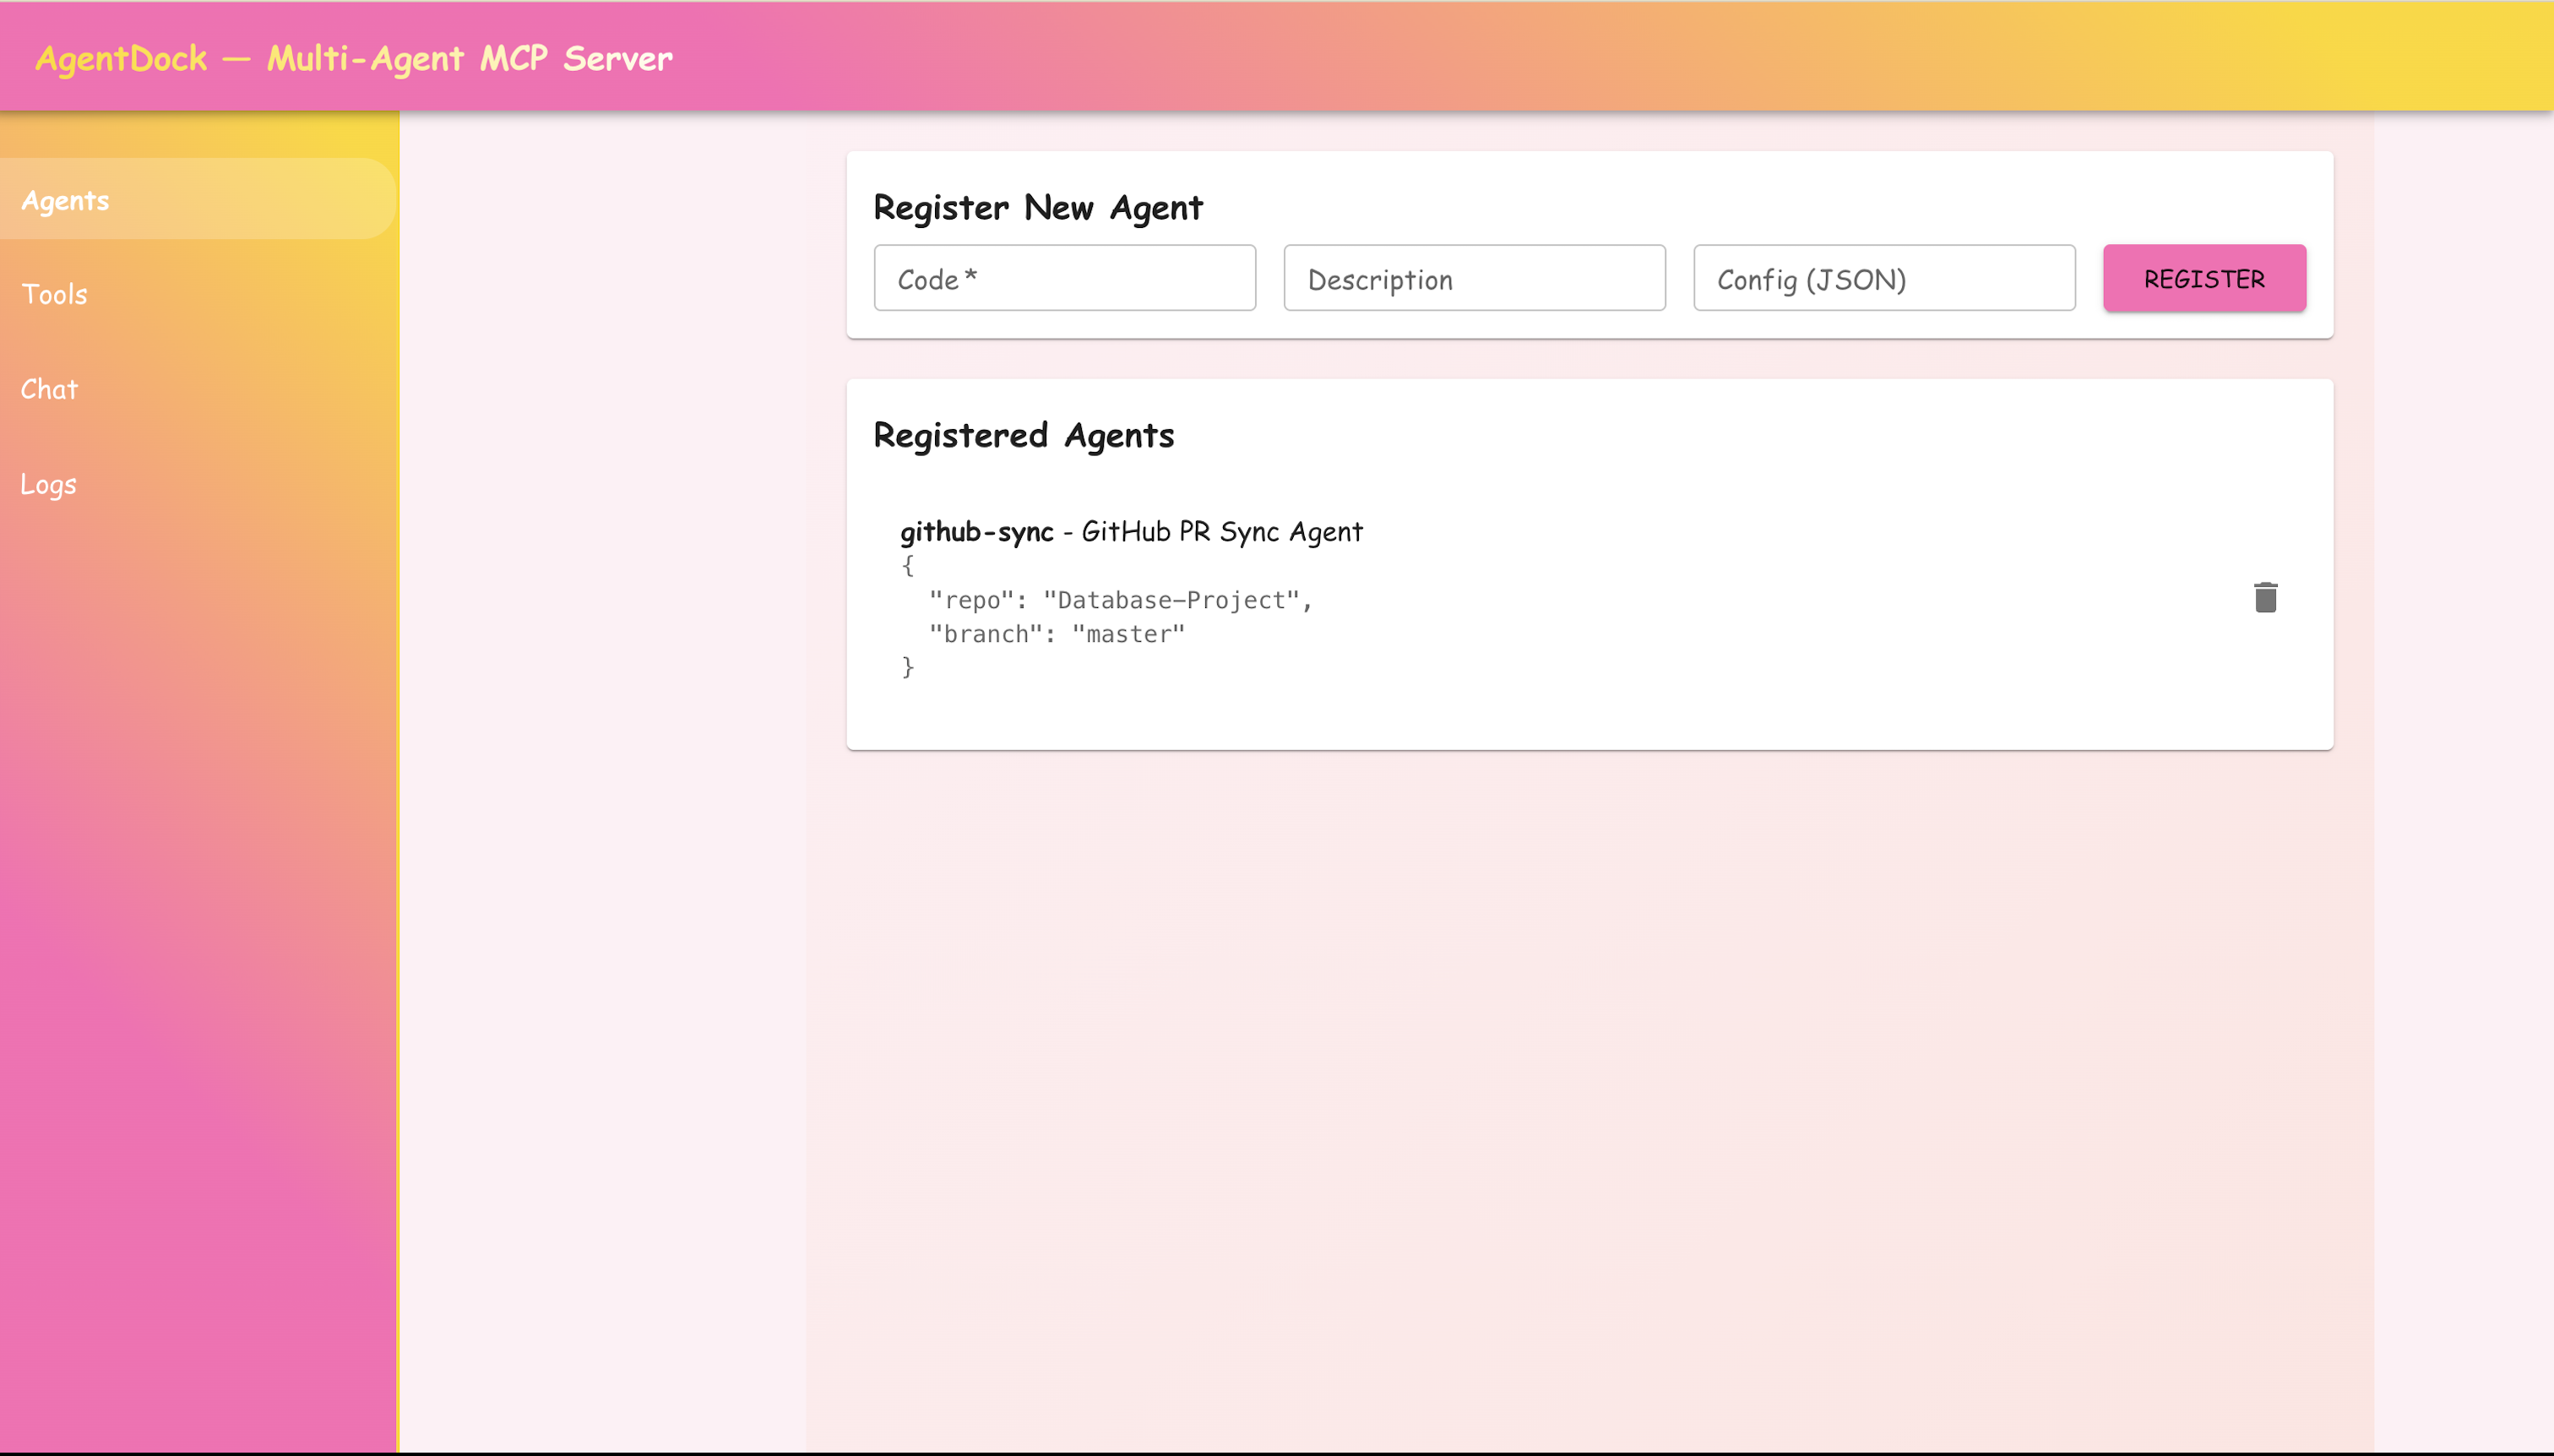 AgentDock — Multi-Agent MCP Server
Agents
Tools
Chat
Logs
Register New Agent
Code *
Description
Config (JSON)
REGISTER
Registered Agents
github-sync - GitHub PR Sync Agent
{
  "repo": "Database-Project",
  "branch": "master"
}